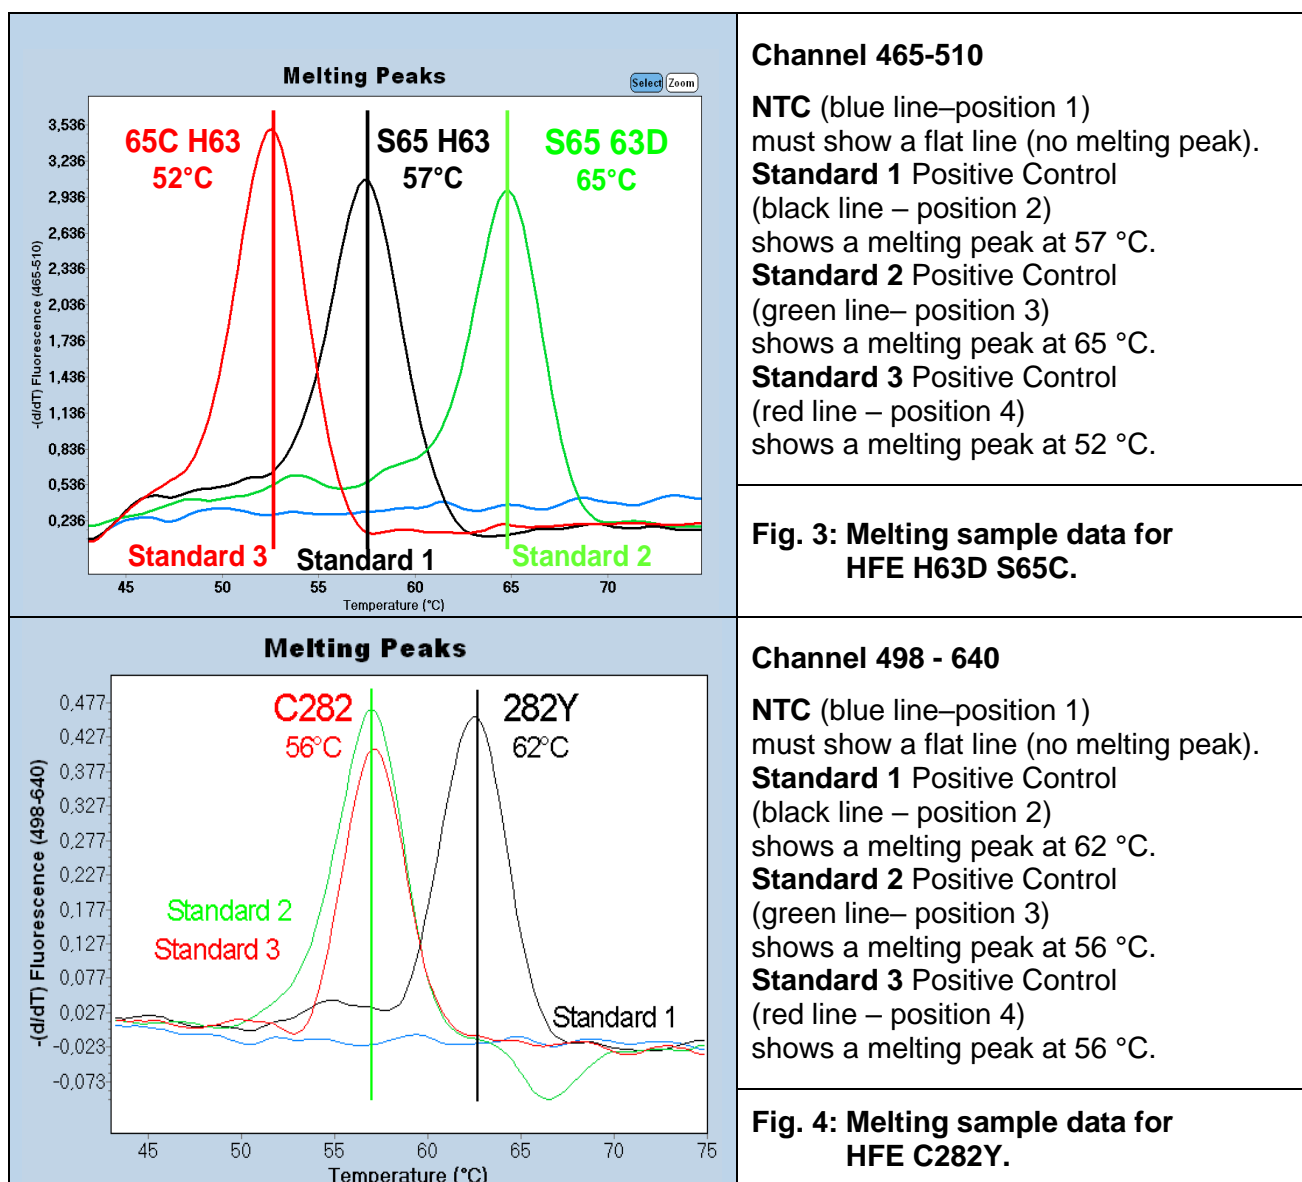 Melting Peaks
Select Zoom
3,536
3,236
2,936
2,636
2,336
2,036
1,736
1,436
1,136
0,836
0,536
0,236
-(d/dT) Fluorescence (465-510)
65C H63
52°C
S65 H63
57°C
S65 63D
65°C
Standard 3
Standard 1
Standard 2
45 50 55 60 65 70
Temperature (°C)
Channel 465-510
NTC (blue line–position 1)
must show a flat line (no melting peak).
Standard 1 Positive Control
(black line – position 2)
shows a melting peak at 57 °C.
Standard 2 Positive Control
(green line– position 3)
shows a melting peak at 65 °C.
Standard 3 Positive Control
(red line – position 4)
shows a melting peak at 52 °C.
Fig. 3: Melting sample data for
HFE H63D S65C.
Melting Peaks
0,477
0,427
0,377
0,327
0,277
0,227
0,177
0,127
0,077
0,027
-0,023
-0,073
-(d/dT) Fluorescence (498-640)
C282
56°C
282Y
62°C
Standard 2
Standard 3
Standard 1
45 50 55 60 65 70 75
Temperature (°C)
Channel 498 - 640
NTC (blue line–position 1)
must show a flat line (no melting peak).
Standard 1 Positive Control
(black line – position 2)
shows a melting peak at 62 °C.
Standard 2 Positive Control
(green line– position 3)
shows a melting peak at 56 °C.
Standard 3 Positive Control
(red line – position 4)
shows a melting peak at 56 °C.
Fig. 4: Melting sample data for
HFE C282Y.